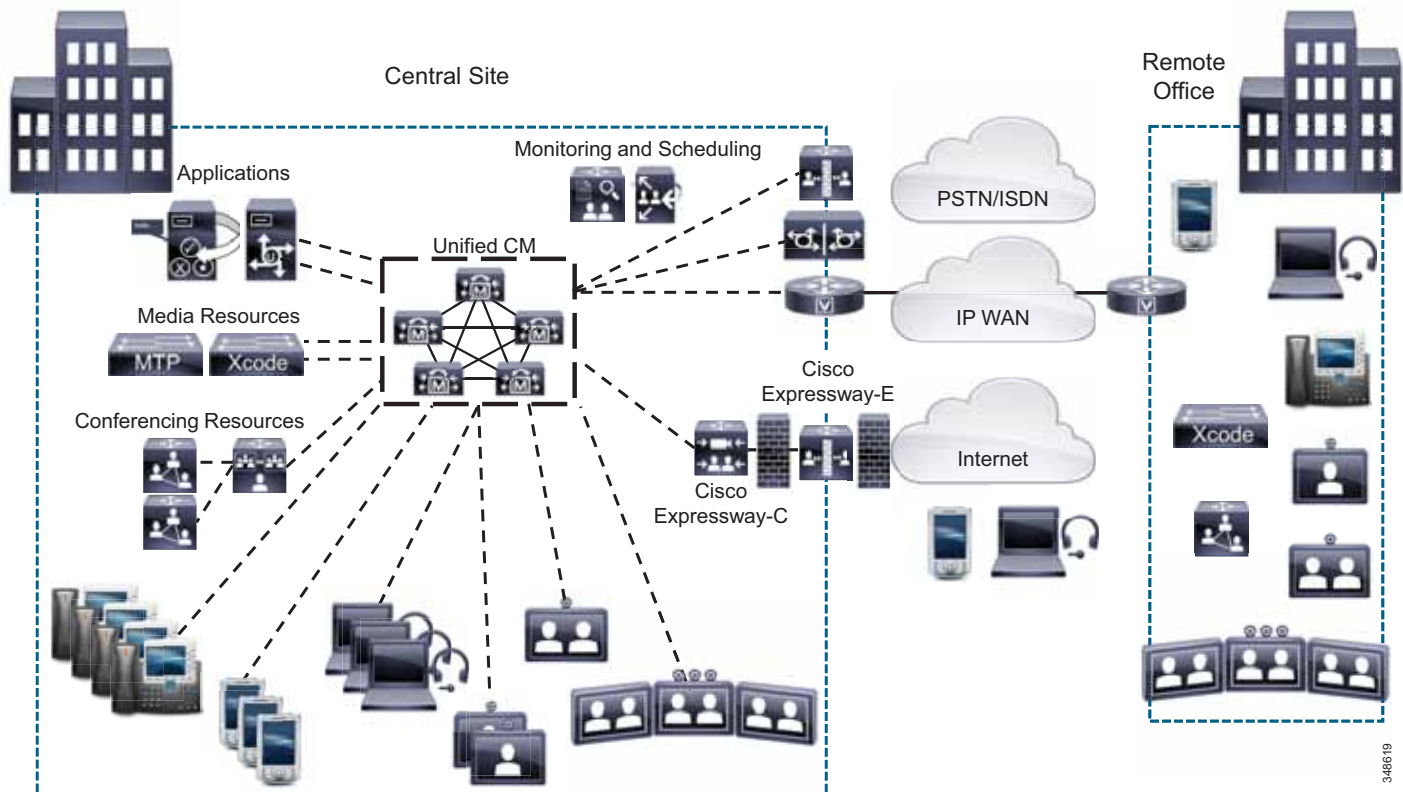 Central Site
Remote
Office
Monitoring and Scheduling
Applications
PSTN/ISDN
Unified CM
Media Resources
MTP
Xcode
IP WAN
Cisco
Expressway-E
Conferencing Resources
Xcode
Internet
Cisco
Expressway-C
348619